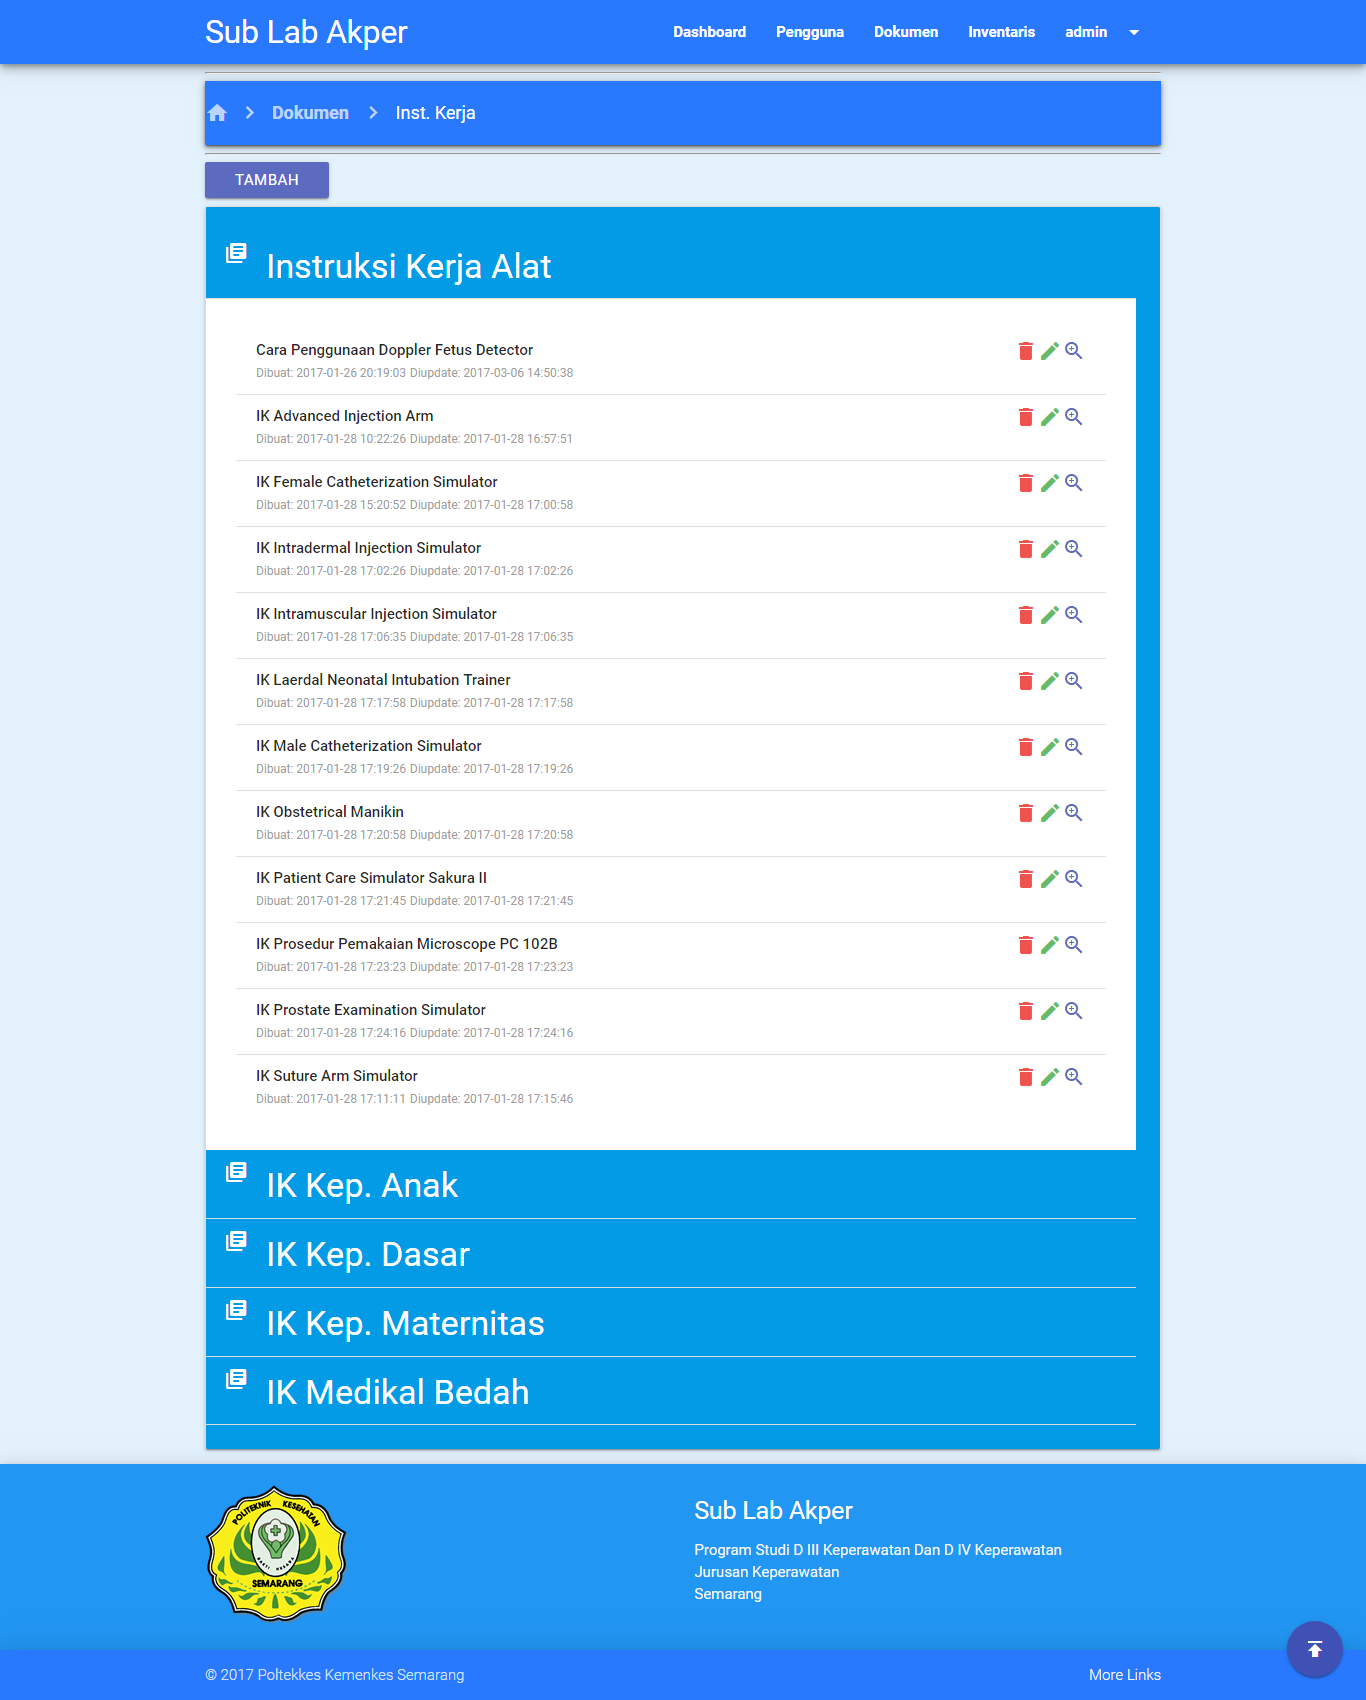 Sub Lab Akper
Dashboard Pengguna Dokumen Inventaris admin
Dokumen Inst. Kerja
TAMBAH
Instruksi Kerja Alat
Cara Penggunaan Doppler Fetus Detector
Dibuat: 2017-01-26 20:19:03 Diupdate: 2017-03-06 14:50:38
IK Advanced Injection Arm
Dibuat: 2017-01-28 10:22:26 Diupdate: 2017-01-28 16:57:51
IK Female Catheterization Simulator
Dibuat: 2017-01-28 15:20:52 Diupdate: 2017-01-28 17:00:58
IK Intradermal Injection Simulator
Dibuat: 2017-01-28 17:02:26 Diupdate: 2017-01-28 17:02:26
IK Intramuscular Injection Simulator
Dibuat: 2017-01-28 17:06:35 Diupdate: 2017-01-28 17:06:35
IK Laerdal Neonatal Intubation Trainer
Dibuat: 2017-01-28 17:17:58 Diupdate: 2017-01-28 17:17:58
IK Male Catheterization Simulator
Dibuat: 2017-01-28 17:19:26 Diupdate: 2017-01-28 17:19:26
IK Obstetrical Manikin
Dibuat: 2017-01-28 17:20:58 Diupdate: 2017-01-28 17:20:58
IK Patient Care Simulator Sakura II
Dibuat: 2017-01-28 17:21:45 Diupdate: 2017-01-28 17:21:45
IK Prosedur Pemakaian Microscope PC 102B
Dibuat: 2017-01-28 17:23:23 Diupdate: 2017-01-28 17:23:23
IK Prostate Examination Simulator
Dibuat: 2017-01-28 17:24:16 Diupdate: 2017-01-28 17:24:16
IK Suture Arm Simulator
Dibuat: 2017-01-28 17:11:11 Diupdate: 2017-01-28 17:15:46
IK Kep. Anak
IK Kep. Dasar
IK Kep. Maternitas
IK Medikal Bedah
POLITEKNIK KESEHATAN
SEMARANG
Sub Lab Akper
Program Studi D III Keperawatan Dan D IV Keperawatan
Jurusan Keperawatan
Semarang
© 2017 Poltekkes Kemenkes Semarang
More Links